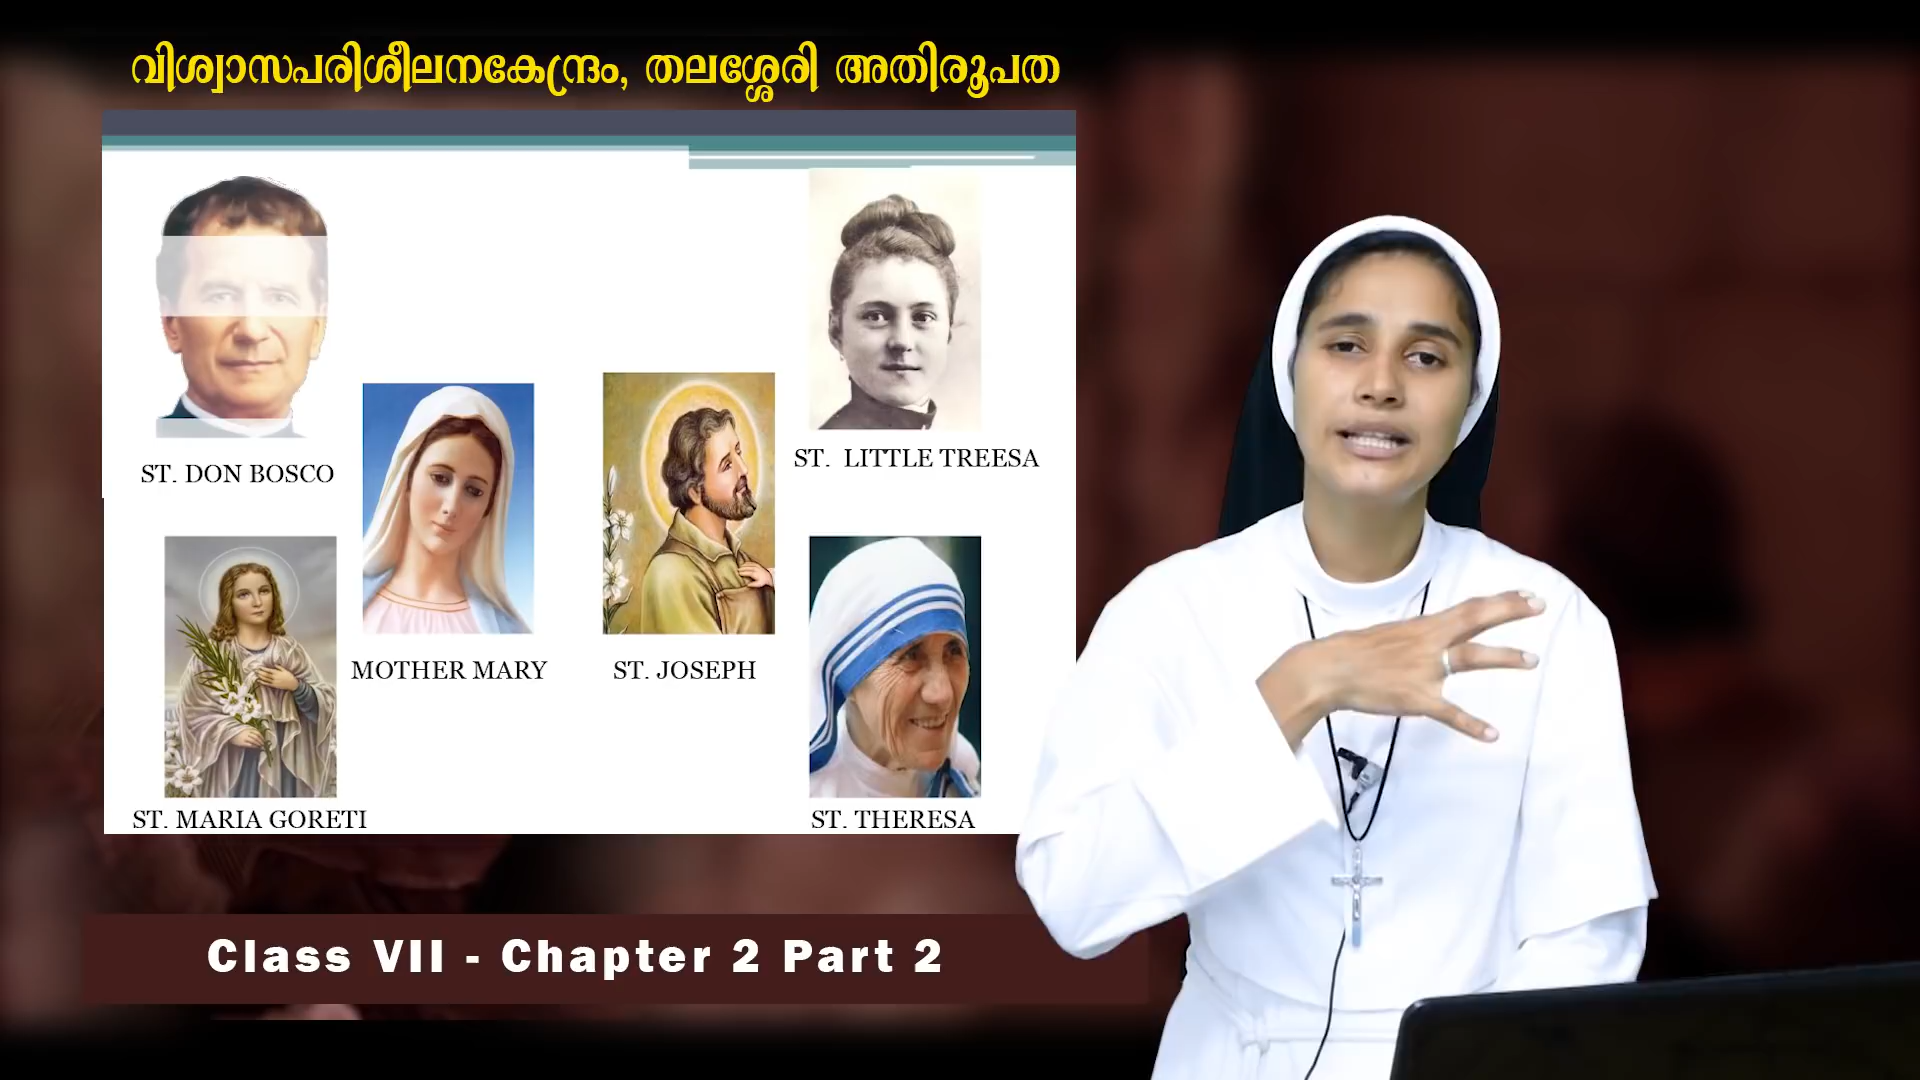 വിശ്വാസപരിശീലനകേന്ദ്രം, തലശ്ശേരി അതിരൂപത
ST. DON BOSCO
ST. LITTLE TREESA
MOTHER MARY
ST. JOSEPH
ST. MARIA GORETI
ST. THERESA
Class VII - Chapter 2 Part 2